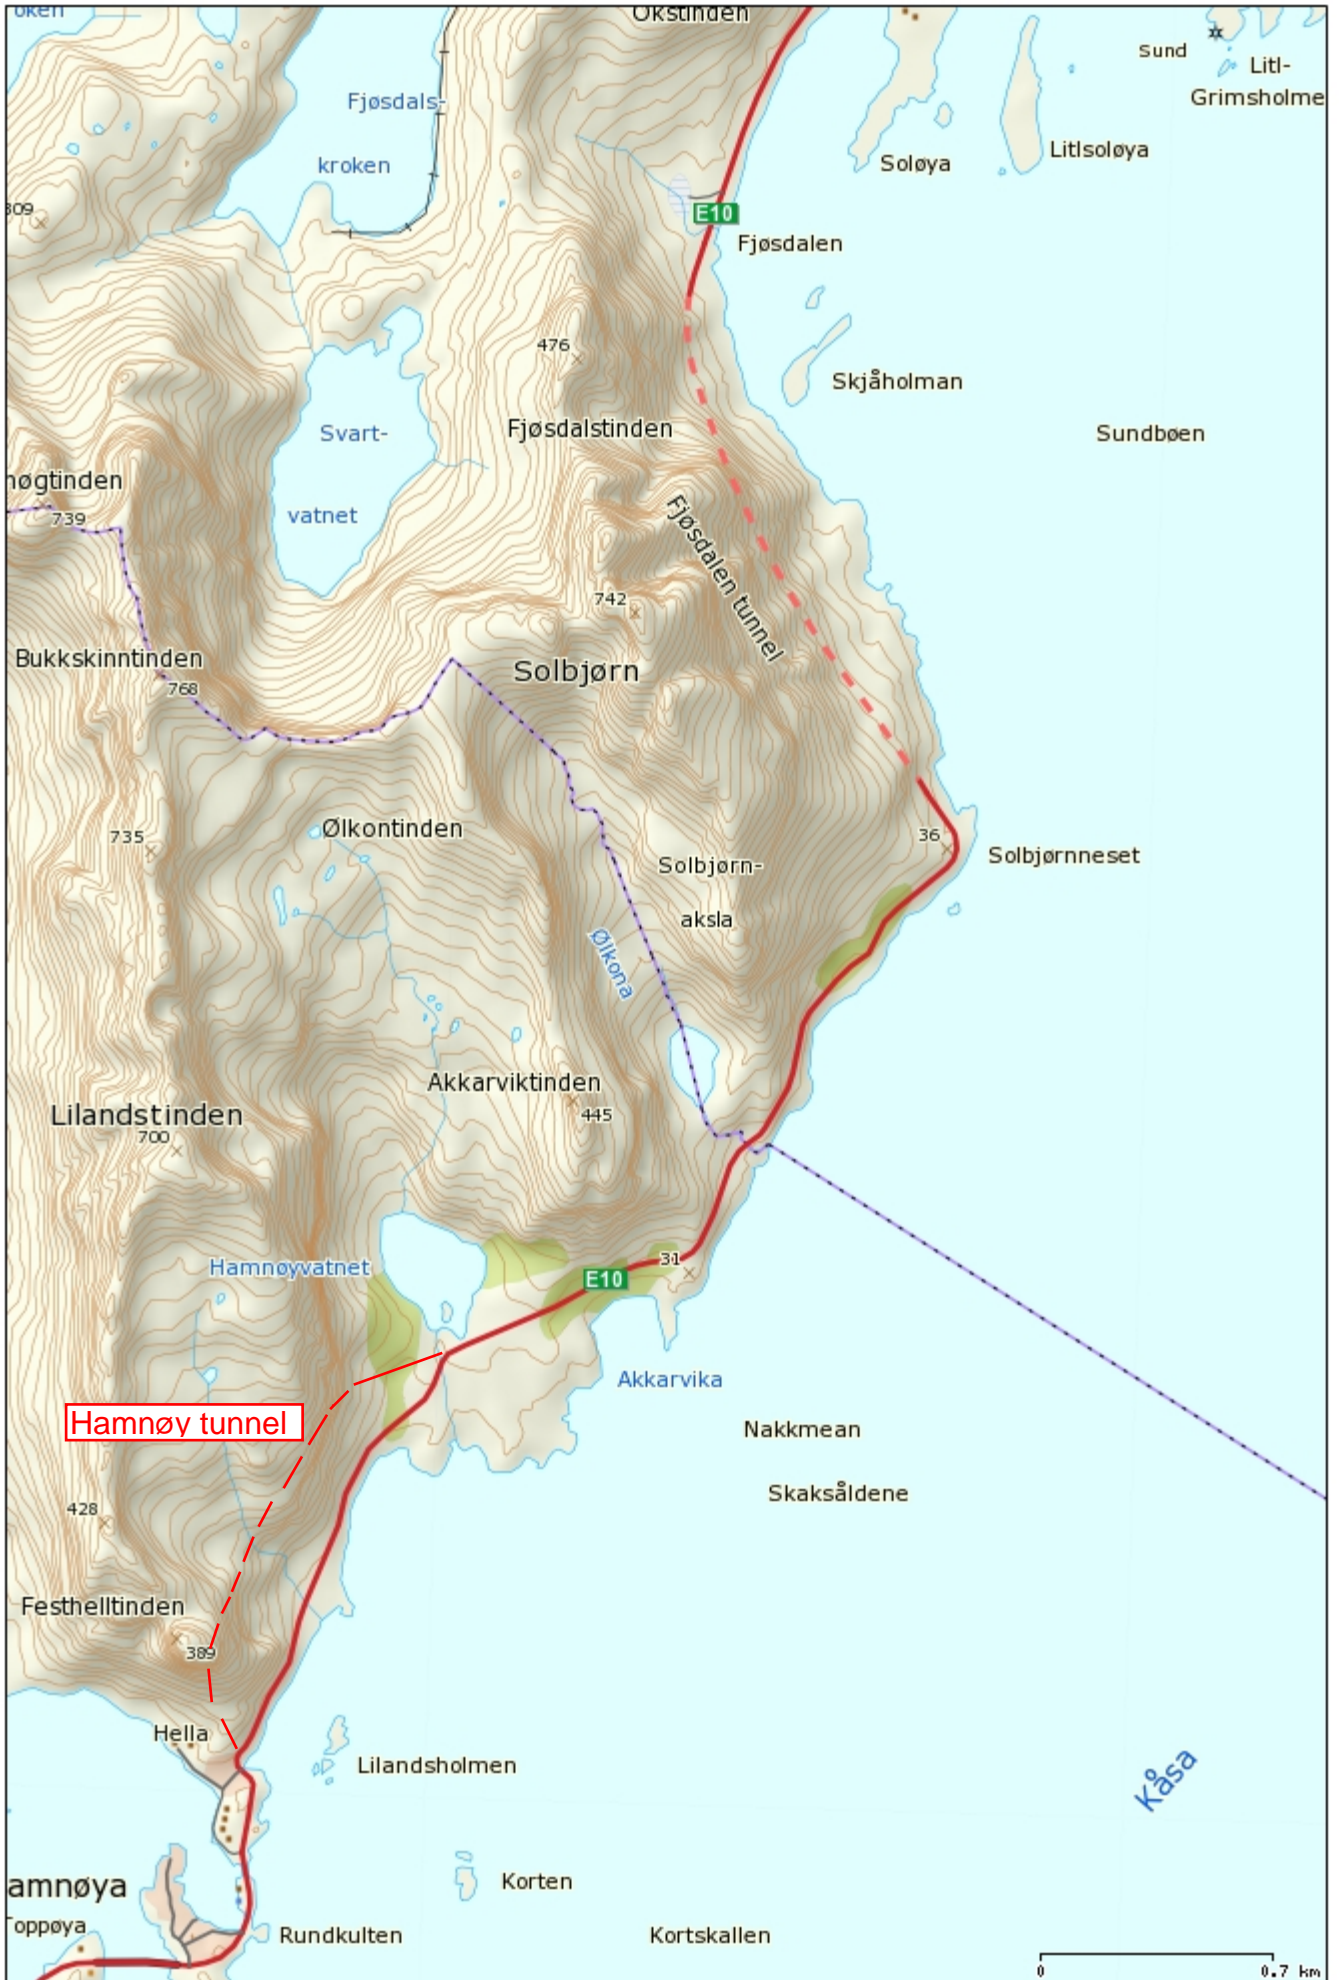 oken
Økstinden
Sund
Litl-
Grimsholme
Fjøsdals-
kroken
Soløya
Litlsoløya
309
E10
Fjøsdalen
476
Skjåholman
Svart-
Fjøsdalstinden
Sundbøen
høgtinden
739
vatnet
Fjøsdalen tunnel
742
Bukkskinntinden
768
Solbjørn
735
Ølkontinden
36
Solbjørnneset
Solbjørn-
aksla
Ølkona
Akkarviktinden
445
Lilandstinden
700
Hamnøyvatnet
31
E10
Akkarvika
Hamnøy tunnel
Nakkmean
Skaksåldene
428
Festhelltinden
389
Hella
Lilandsholmen
Kåsa
amnøya
Korten
Toppøya
Rundkulten
Kortskallen
0
0.7 km